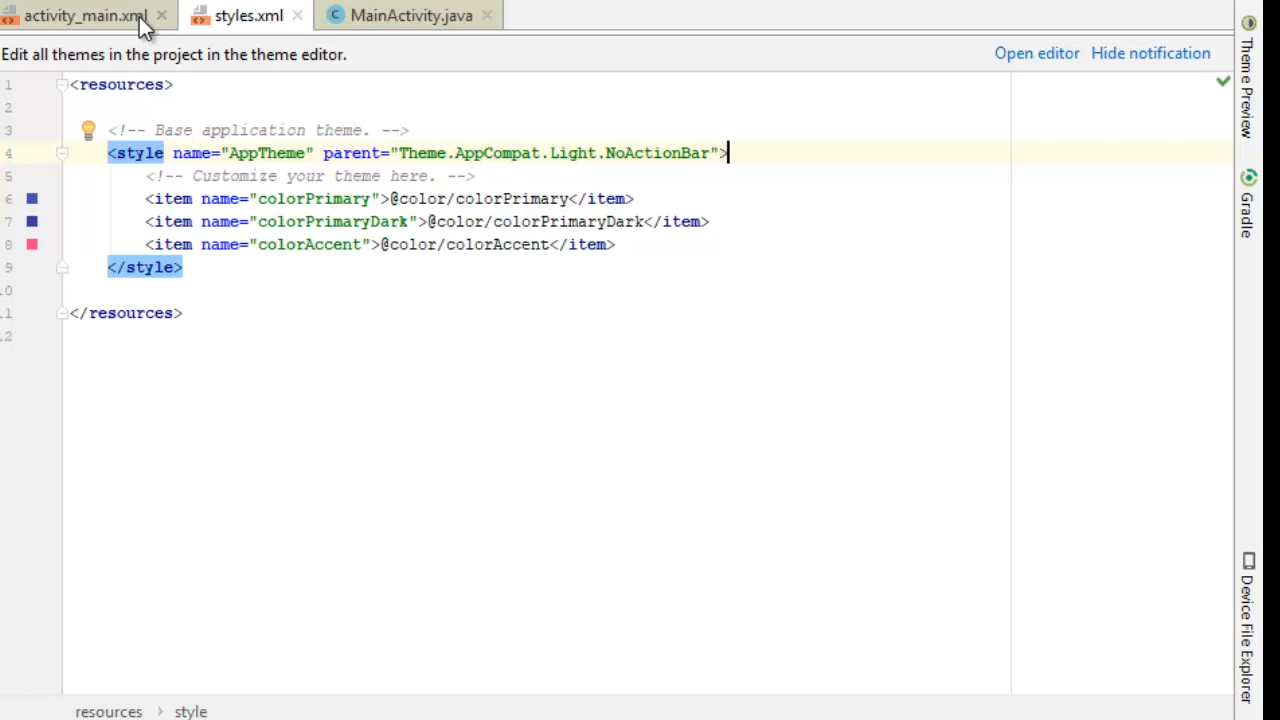 activity_main.xml styles.xml MainActivity.java
Edit all themes in the project in the theme editor. Open editor Hide notification
1 <resources>
2
3 <!-- Base application theme. -->
4 <style name="AppTheme" parent="Theme.AppCompat.Light.NoActionBar">
5 <!-- Customize your theme here. -->
6 <item name="colorPrimary">@color/colorPrimary</item>
7 <item name="colorPrimaryDark">@color/colorPrimaryDark</item>
8 <item name="colorAccent">@color/colorAccent</item>
9 </style>
10
11 </resources>
12
resources > style
Theme Preview
Gradle
Device File Explorer